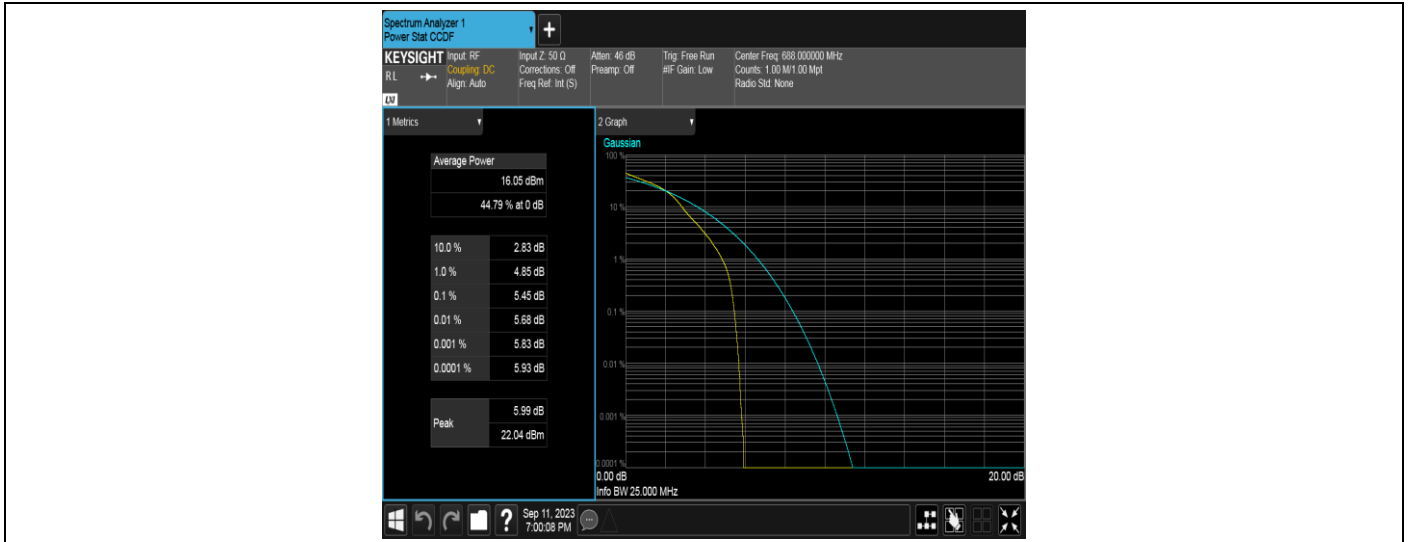 Spectrum Analyzer 1
Power Stat CCDF
KEYSIGHT
RL
LXI
Input: RF
Coupling: DC
Align: Auto
Input Z: 50 Ω
Corrections: Off
Freq Ref: Int (S)
Atten: 46 dB
Preamp: Off
Trig: Free Run
#IF Gain: Low
Center Freq: 688.000000 MHz
Counts: 1.00 M/1.00 Mpt
Radio Std: None
1 Metrics
Average Power
16.05 dBm
44.79 % at 0 dB
10.0 % 2.83 dB
1.0 % 4.85 dB
0.1 % 5.45 dB
0.01 % 5.68 dB
0.001 % 5.83 dB
0.0001 % 5.93 dB
Peak
5.99 dB
22.04 dBm
2 Graph
Gaussian
100 %
10 %
1 %
0.1 %
0.01 %
0.001 %
0.0001 %
0.00 dB 20.00 dB
Info BW 25.000 MHz
?
Sep 11, 2023
7:00:08 PM